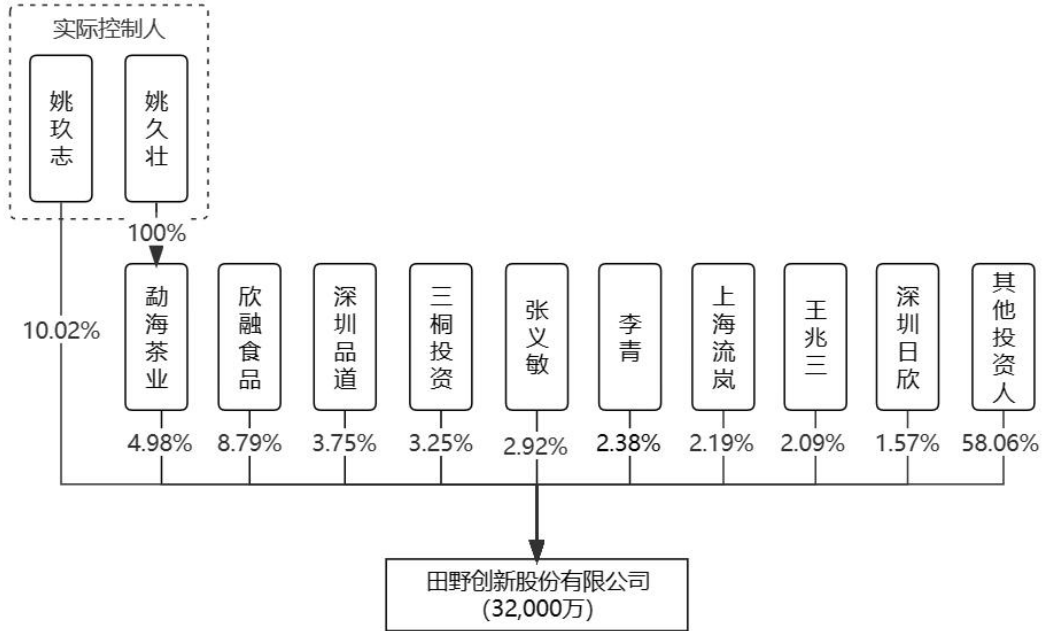 实际控制人
姚玖志
姚久壮
100%
10.02%
勐海茶业
欣融食品
深圳品道
三桐投资
张义敏
李青
上海流岚
王兆三
深圳日欣
其他投资人
4.98%
8.79%
3.75%
3.25%
2.92%
2.38%
2.19%
2.09%
1.57%
58.06%
田野创新股份有限公司
(32,000万)